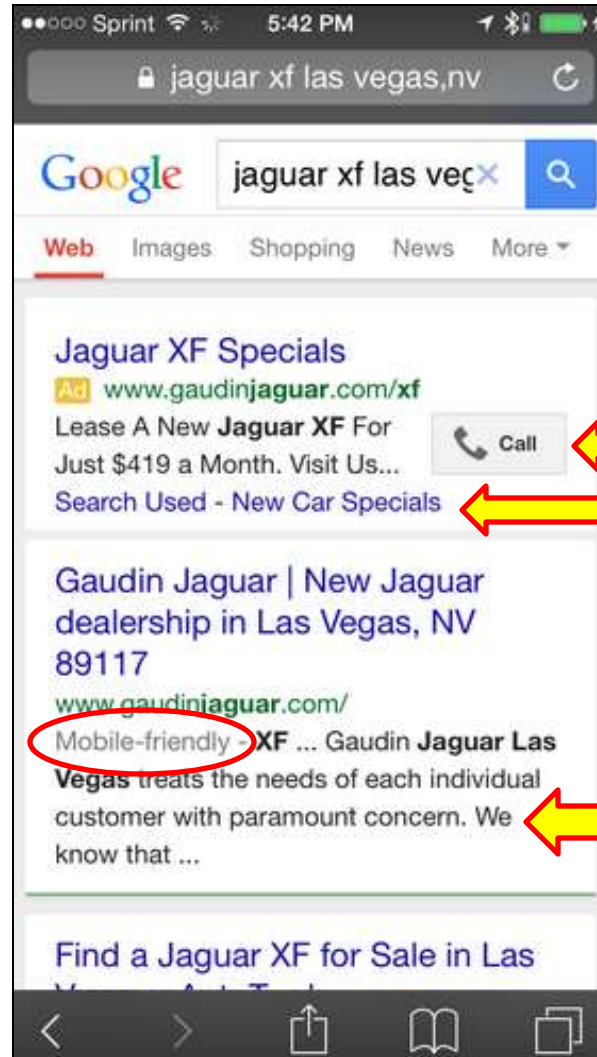 Sprint 5:42 PM
jaguar xf las vegas,nv
Google jaguar xf las veg
Web Images Shopping News More
Jaguar XF Specials
Ad www.gaudinjaguar.com/xf
Lease A New Jaguar XF For
Just $419 a Month. Visit Us...
Call
Search Used - New Car Specials
Gaudin Jaguar | New Jaguar
dealership in Las Vegas, NV
89117
www.gaudinjaguar.com/
Mobile-friendly - XF ... Gaudin Jaguar Las
Vegas treats the needs of each individual
customer with paramount concern. We
know that ...
Find a Jaguar XF for Sale in Las